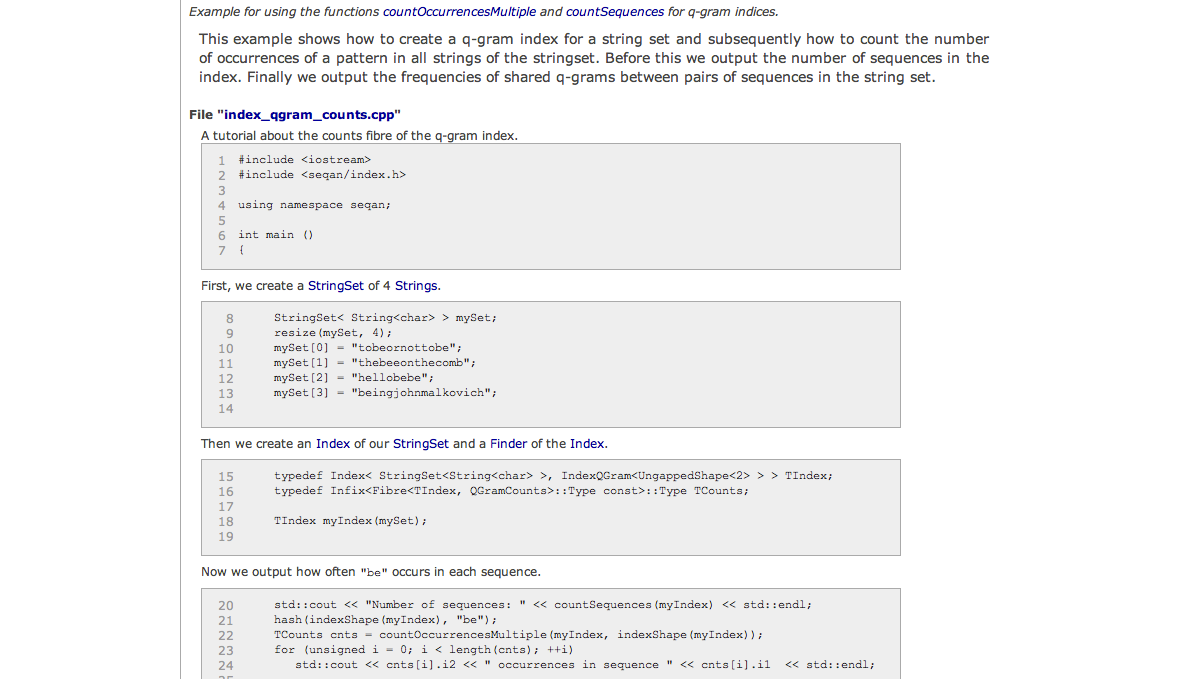 Example for using the functions countOccurrencesMultiple and countSequences for q-gram indices.
This example shows how to create a q-gram index for a string set and subsequently how to count the number
of occurrences of a pattern in all strings of the stringset. Before this we output the number of sequences in the
index. Finally we output the frequencies of shared q-grams between pairs of sequences in the string set.
File "index_qgram_counts.cpp"
A tutorial about the counts fibre of the q-gram index.
1 #include <iostream>
2 #include <seqan/index.h>
3
4 using namespace seqan;
5
6 int main ()
7 {
First, we create a StringSet of 4 Strings.
8 StringSet< String<char> > mySet;
9 resize(mySet, 4);
10 mySet[0] = "tobeornottobe";
11 mySet[1] = "thebeeonthecomb";
12 mySet[2] = "hellobebe";
13 mySet[3] = "beingjohnmalkovich";
14
Then we create an Index of our StringSet and a Finder of the Index.
15 typedef Index< StringSet<String<char> >, IndexQGram<UngappedShape<2> > > TIndex;
16 typedef Infix<Fibre<TIndex, QGramCounts>::Type const>::Type TCounts;
17
18 TIndex myIndex(mySet);
19
Now we output how often "be" occurs in each sequence.
20 std::cout << "Number of sequences: " << countSequences(myIndex) << std::endl;
21 hash(indexShape(myIndex), "be");
22 TCounts cnts = countOccurrencesMultiple(myIndex, indexShape(myIndex));
23 for (unsigned i = 0; i < length(cnts); ++i)
24 std::cout << cnts[i].i2 << " occurrences in sequence " << cnts[i].i1 << std::endl;